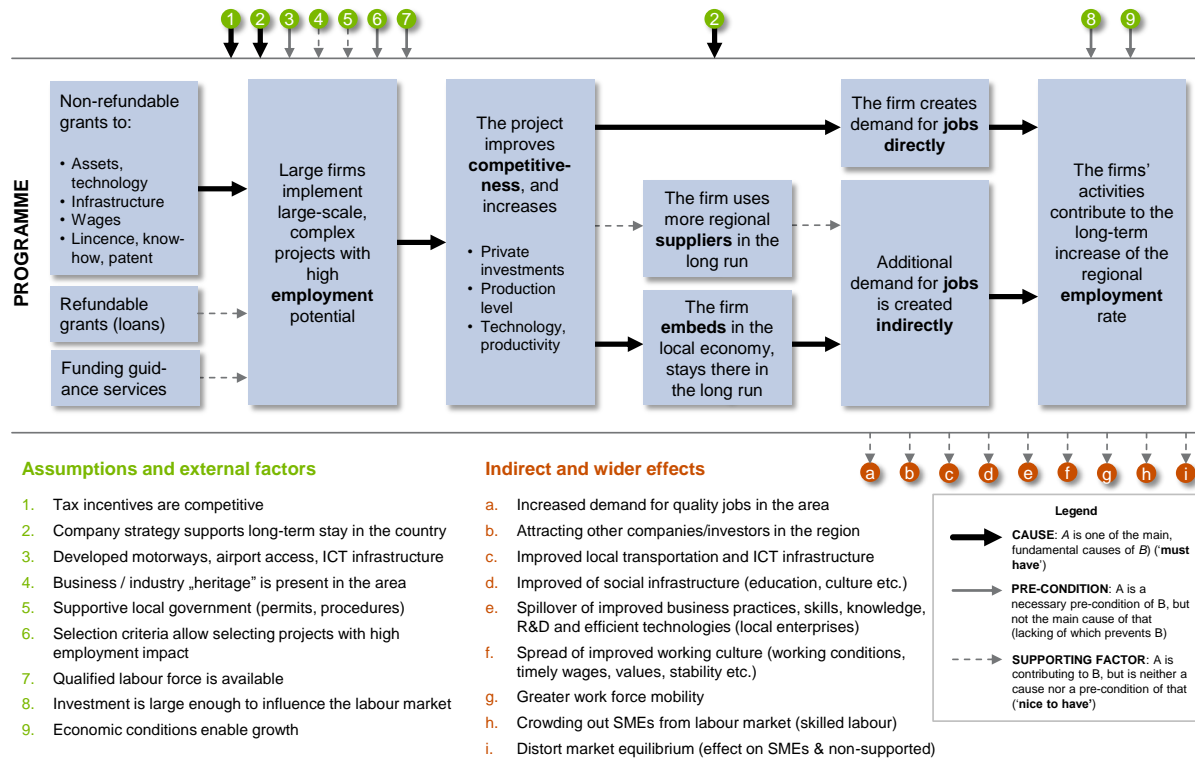 1 2 3 4 5 6 7 2 8 9
PROGRAMME
Non-refundable
grants to:
• Assets,
technology
• Infrastructure
• Wages
• Lincence, know-
how, patent
Refundable
grants (loans)
Funding guid-
ance services
Large firms
implement
large-scale,
complex
projects with
high
employment
potential
The project
improves
competitive-
ness, and
increases
• Private
investments
• Production
level
• Technology,
productivity
The firm uses
more regional
suppliers in the
long run
The firm
embeds in the
local economy,
stays there in
the long run
The firm creates
demand for jobs
directly
Additional
demand for jobs
is created
indirectly
The firms’
activities
contribute to the
long-term
increase of the
regional
employment
rate
a b c d e f g h i
Assumptions and external factors
1. Tax incentives are competitive
2. Company strategy supports long-term stay in the country
3. Developed motorways, airport access, ICT infrastructure
4. Business / industry „heritage” is present in the area
5. Supportive local government (permits, procedures)
6. Selection criteria allow selecting projects with high
employment impact
7. Qualified labour force is available
8. Investment is large enough to influence the labour market
9. Economic conditions enable growth
Indirect and wider effects
a. Increased demand for quality jobs in the area
b. Attracting other companies/investors in the region
c. Improved local transportation and ICT infrastructure
d. Improved of social infrastructure (education, culture etc.)
e. Spillover of improved business practices, skills, knowledge,
R&D and efficient technologies (local enterprises)
f. Spread of improved working culture (working conditions,
timely wages, values, stability etc.)
g. Greater work force mobility
h. Crowding out SMEs from labour market (skilled labour)
i. Distort market equilibrium (effect on SMEs & non-supported)
Legend
CAUSE: A is one of the main,
fundamental causes of B) (‘must
have’)
PRE-CONDITION: A is a
necessary pre-condition of B, but
not the main cause of that
(lacking of which prevents B)
SUPPORTING FACTOR: A is
contributing to B, but is neither a
cause nor a pre-condition of that
(‘nice to have’)